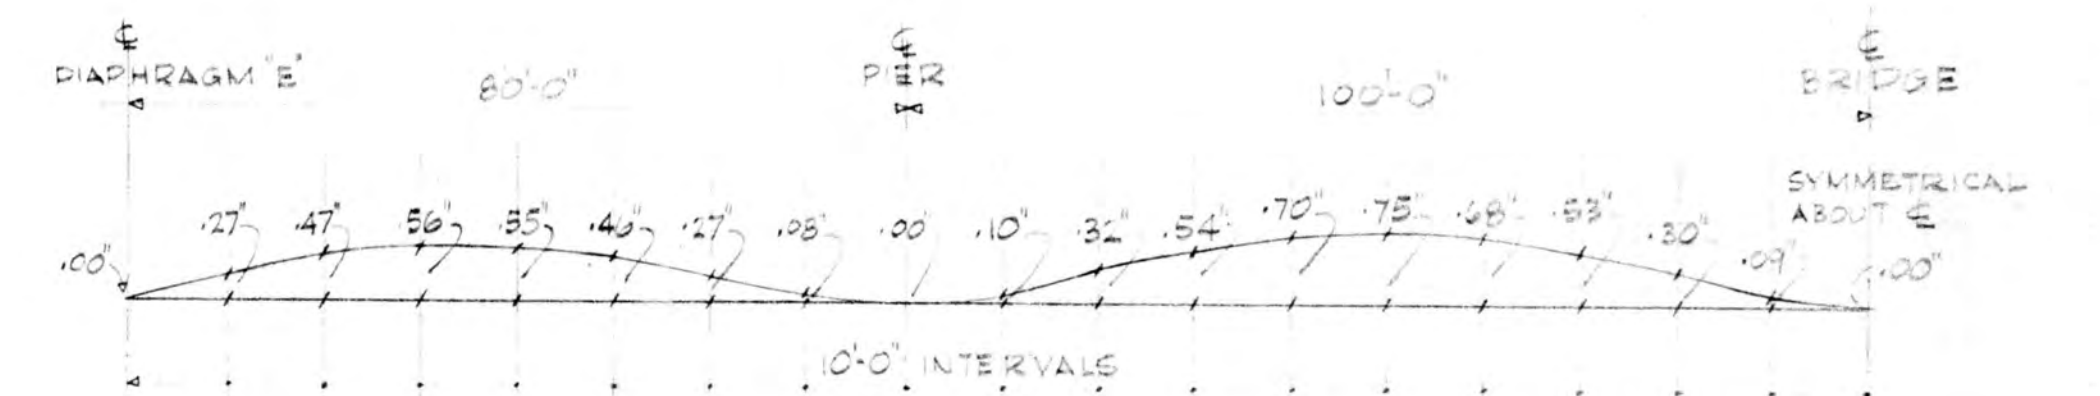 ℄ ℄ ℄
DIAPHRAGM "E" 80'-0" PIER 100'-0" BRIDGE
SYMMETRICAL
ABOUT ℄
.00" .27" .47" .56" .55" .46" .27" .08" .00" .10" .32" .54" .70" .75" .68" .53" .30" .09" .00"
10'-0" INTERVALS